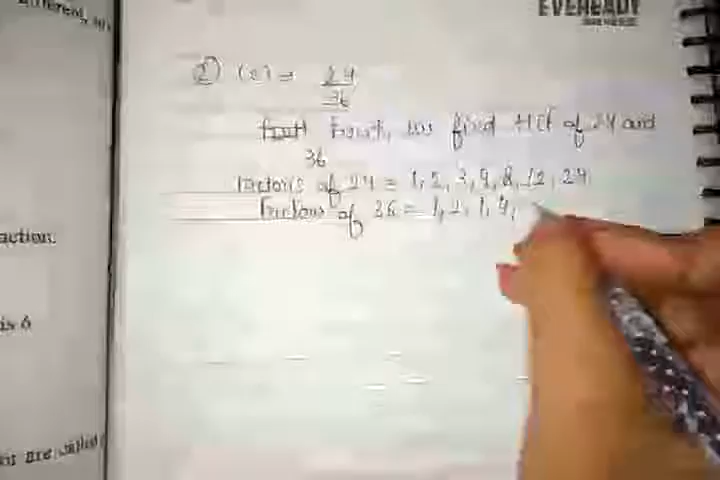 EVEREADY
2) (c) = 24
36
First, we find HCF of 24 and
36
Factors of 24 = 1, 2, 3, 4, 8, 12, 24
Factors of 36 = 1, 2, 3, 4,
action.
is 6
are called